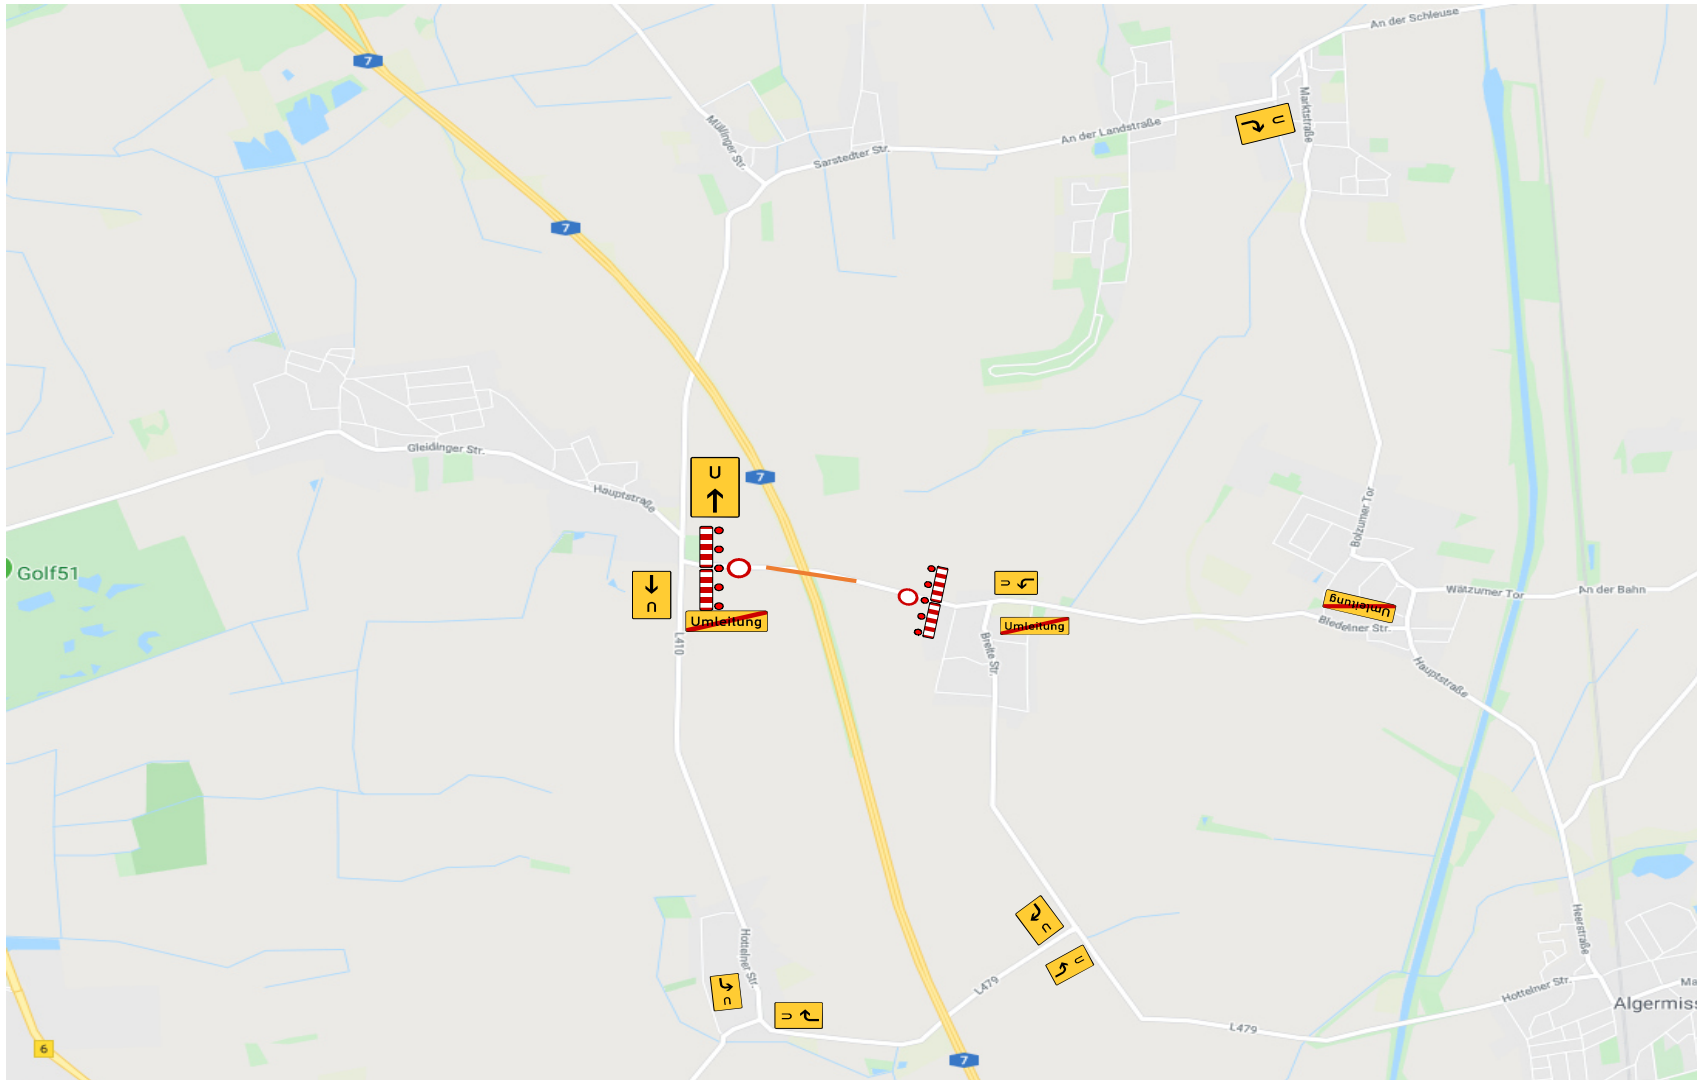 An der Schleuse
7
Marktstraße
U
Müllinger Str.
An der Landstraße
Sarstedter Str.
7
Gleidinger Str.
U
7
Hauptstraße
Bolzumer Tor
Golf51
U
U
Wätzumer Tor
An der Bahn
Umleitung
Umleitung
Umleitung
Bledelner Str.
L410
Breite Str.
Hauptstraße
U
U
Heerstraße
Hottelner Str.
U
L479
Hottelner Str.
Algermiss
U
L479
6
7